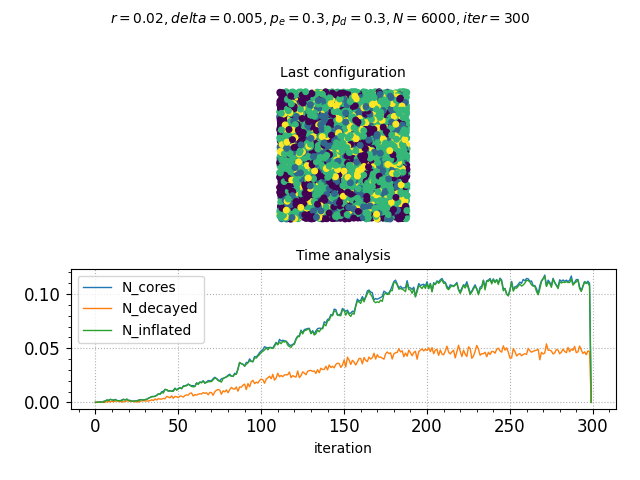 r = 0.02, delta = 0.005, p_e = 0.3, p_d = 0.3, N = 6000, iter = 300
Last configuration
Time analysis
N_cores
N_decayed
N_inflated
0.10
0.05
0.00
0 50 100 150 200 250 300
iteration